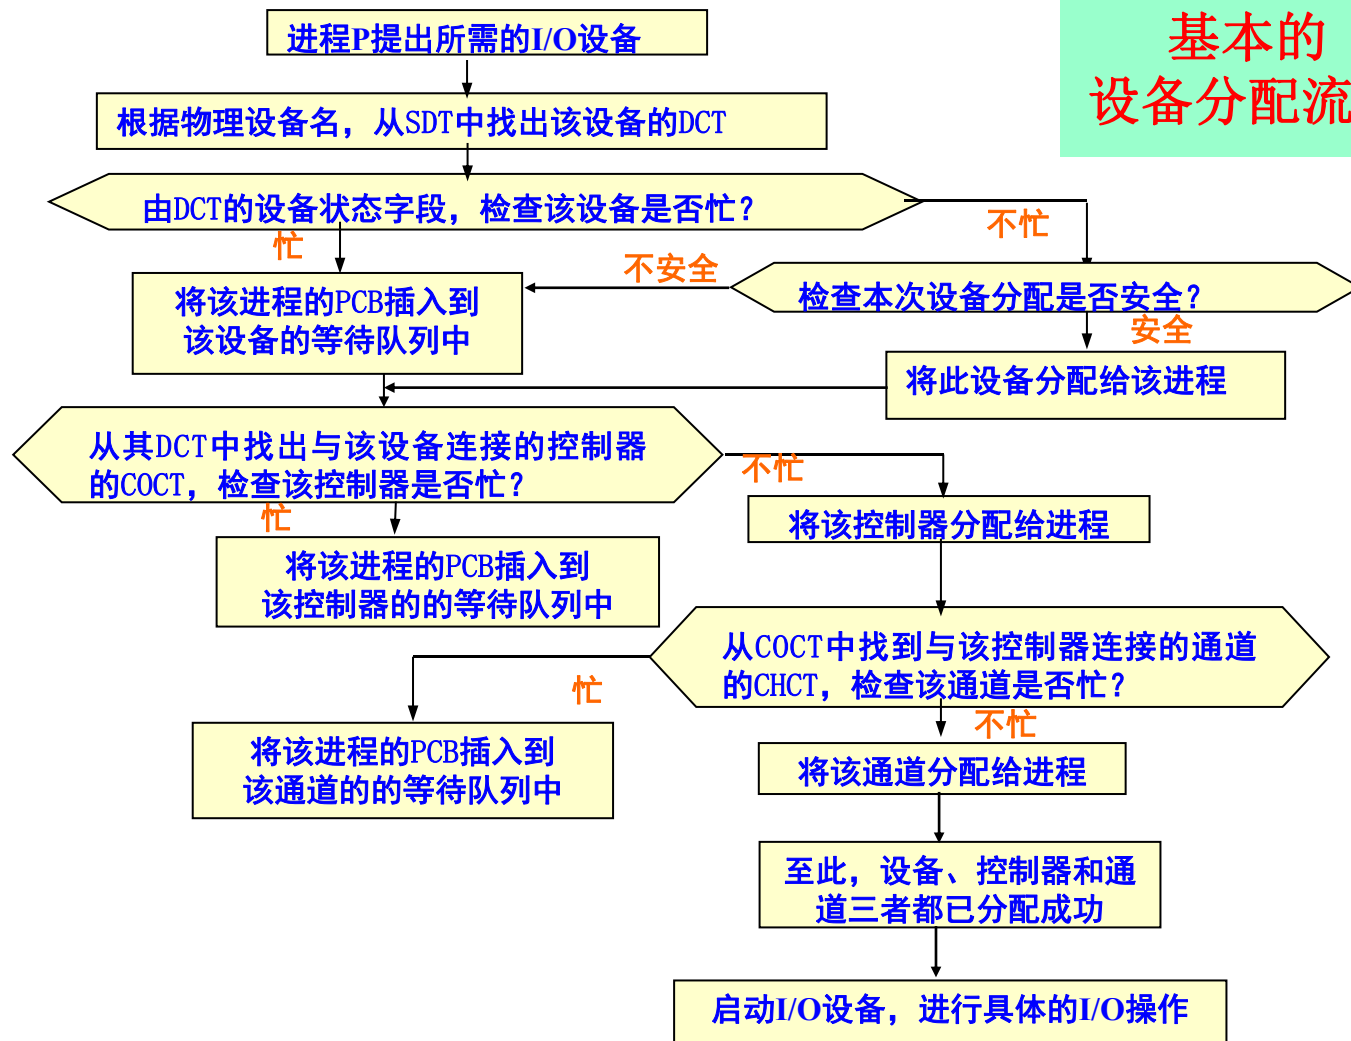 基本的
设备分配流
进程P提出所需的I/O设备
根据物理设备名，从SDT中找出该设备的DCT
由DCT的设备状态字段，检查该设备是否忙？
忙
不忙
不安全
将该进程的PCB插入到
该设备的等待队列中
检查本次设备分配是否安全？
安全
将此设备分配给该进程
从其DCT中找出与该设备连接的控制器
的COCT，检查该控制器是否忙？
不忙
忙
将该控制器分配给进程
将该进程的PCB插入到
该控制器的的等待队列中
从COCT中找到与该控制器连接的通道
的CHCT，检查该通道是否忙？
忙
不忙
将该进程的PCB插入到
该通道的的等待队列中
将该通道分配给进程
至此，设备、控制器和通
道三者都已分配成功
启动I/O设备，进行具体的I/O操作